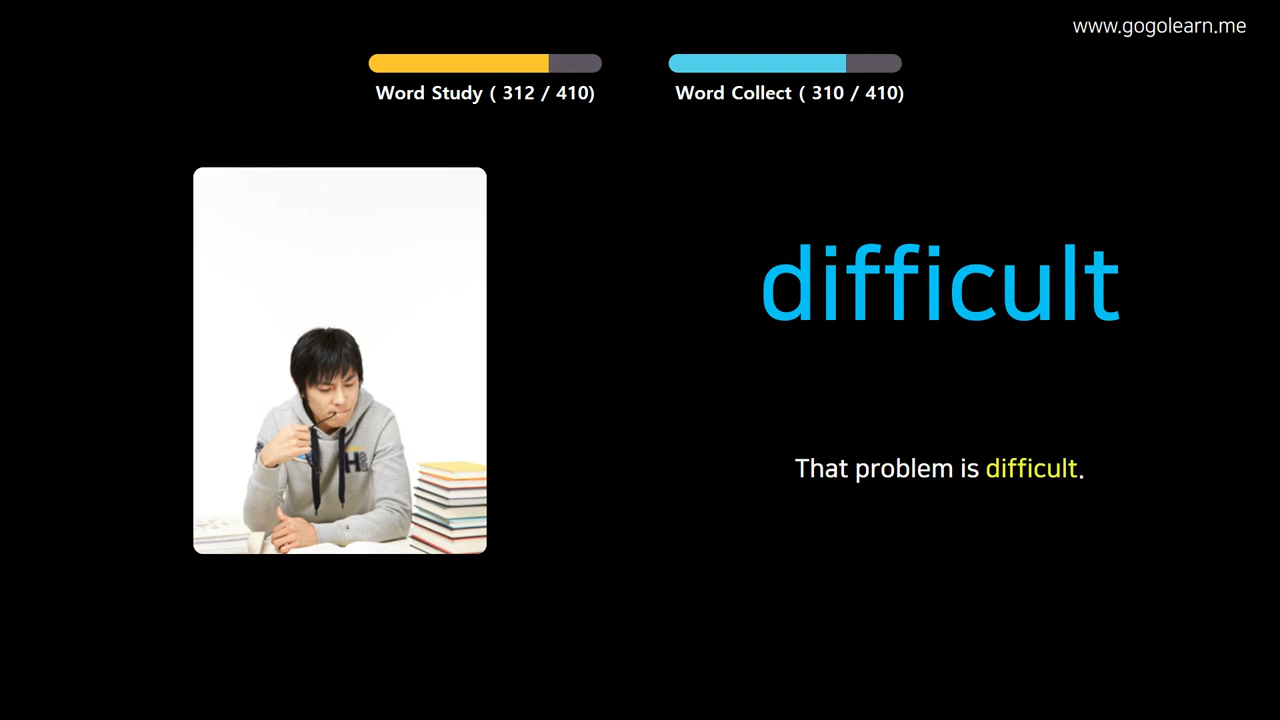 www.gogolearn.me
Word Study ( 312 / 410)
Word Collect ( 310 / 410)
difficult
That problem is difficult.